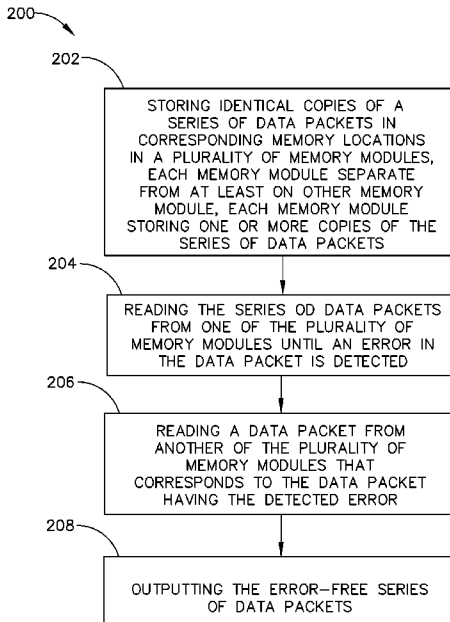 200
202
STORING IDENTICAL COPIES OF A
SERIES OF DATA PACKETS IN
CORRESPONDING MEMORY LOCATIONS
IN A PLURALITY OF MEMORY MODULES,
EACH MEMORY MODULE SEPARATE
FROM AT LEAST ON OTHER MEMORY
MODULE, EACH MEMORY MODULE
STORING ONE OR MORE COPIES OF THE
SERIES OF DATA PACKETS
204
READING THE SERIES OD DATA PACKETS
FROM ONE OF THE PLURALITY OF
MEMORY MODULES UNTIL AN ERROR IN
THE DATA PACKET IS DETECTED
206
READING A DATA PACKET FROM
ANOTHER OF THE PLURALITY OF
MEMORY MODULES THAT
CORRESPONDS TO THE DATA PACKET
HAVING THE DETECTED ERROR
208
OUTPUTTING THE ERROR-FREE SERIES
OF DATA PACKETS